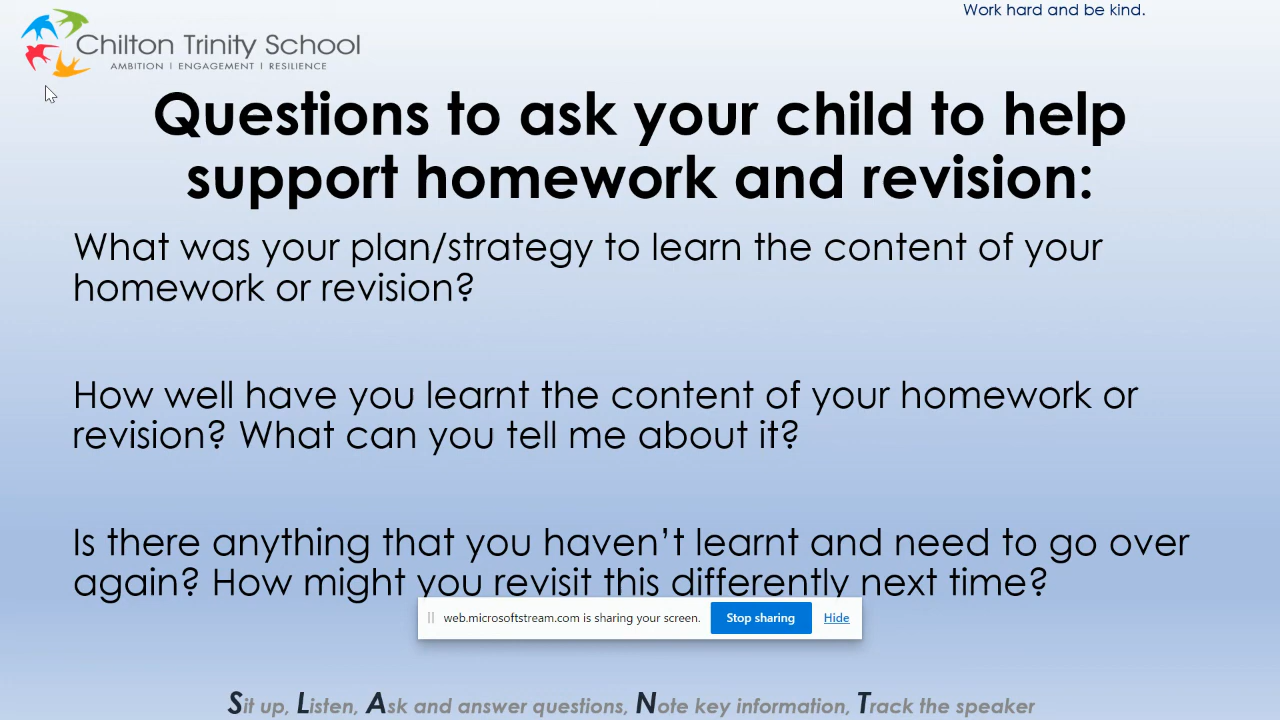 Work hard and be kind.
Chilton Trinity School
AMBITION | ENGAGEMENT | RESILIENCE
Questions to ask your child to help
support homework and revision:
What was your plan/strategy to learn the content of your
homework or revision?
How well have you learnt the content of your homework or
revision? What can you tell me about it?
Is there anything that you haven't learnt and need to go over
again? How might you revisit this differently next time?
web.microsoftstream.com is sharing your screen. Stop sharing Hide
Sit up, Listen, Ask and answer questions, Note key information, Track the speaker